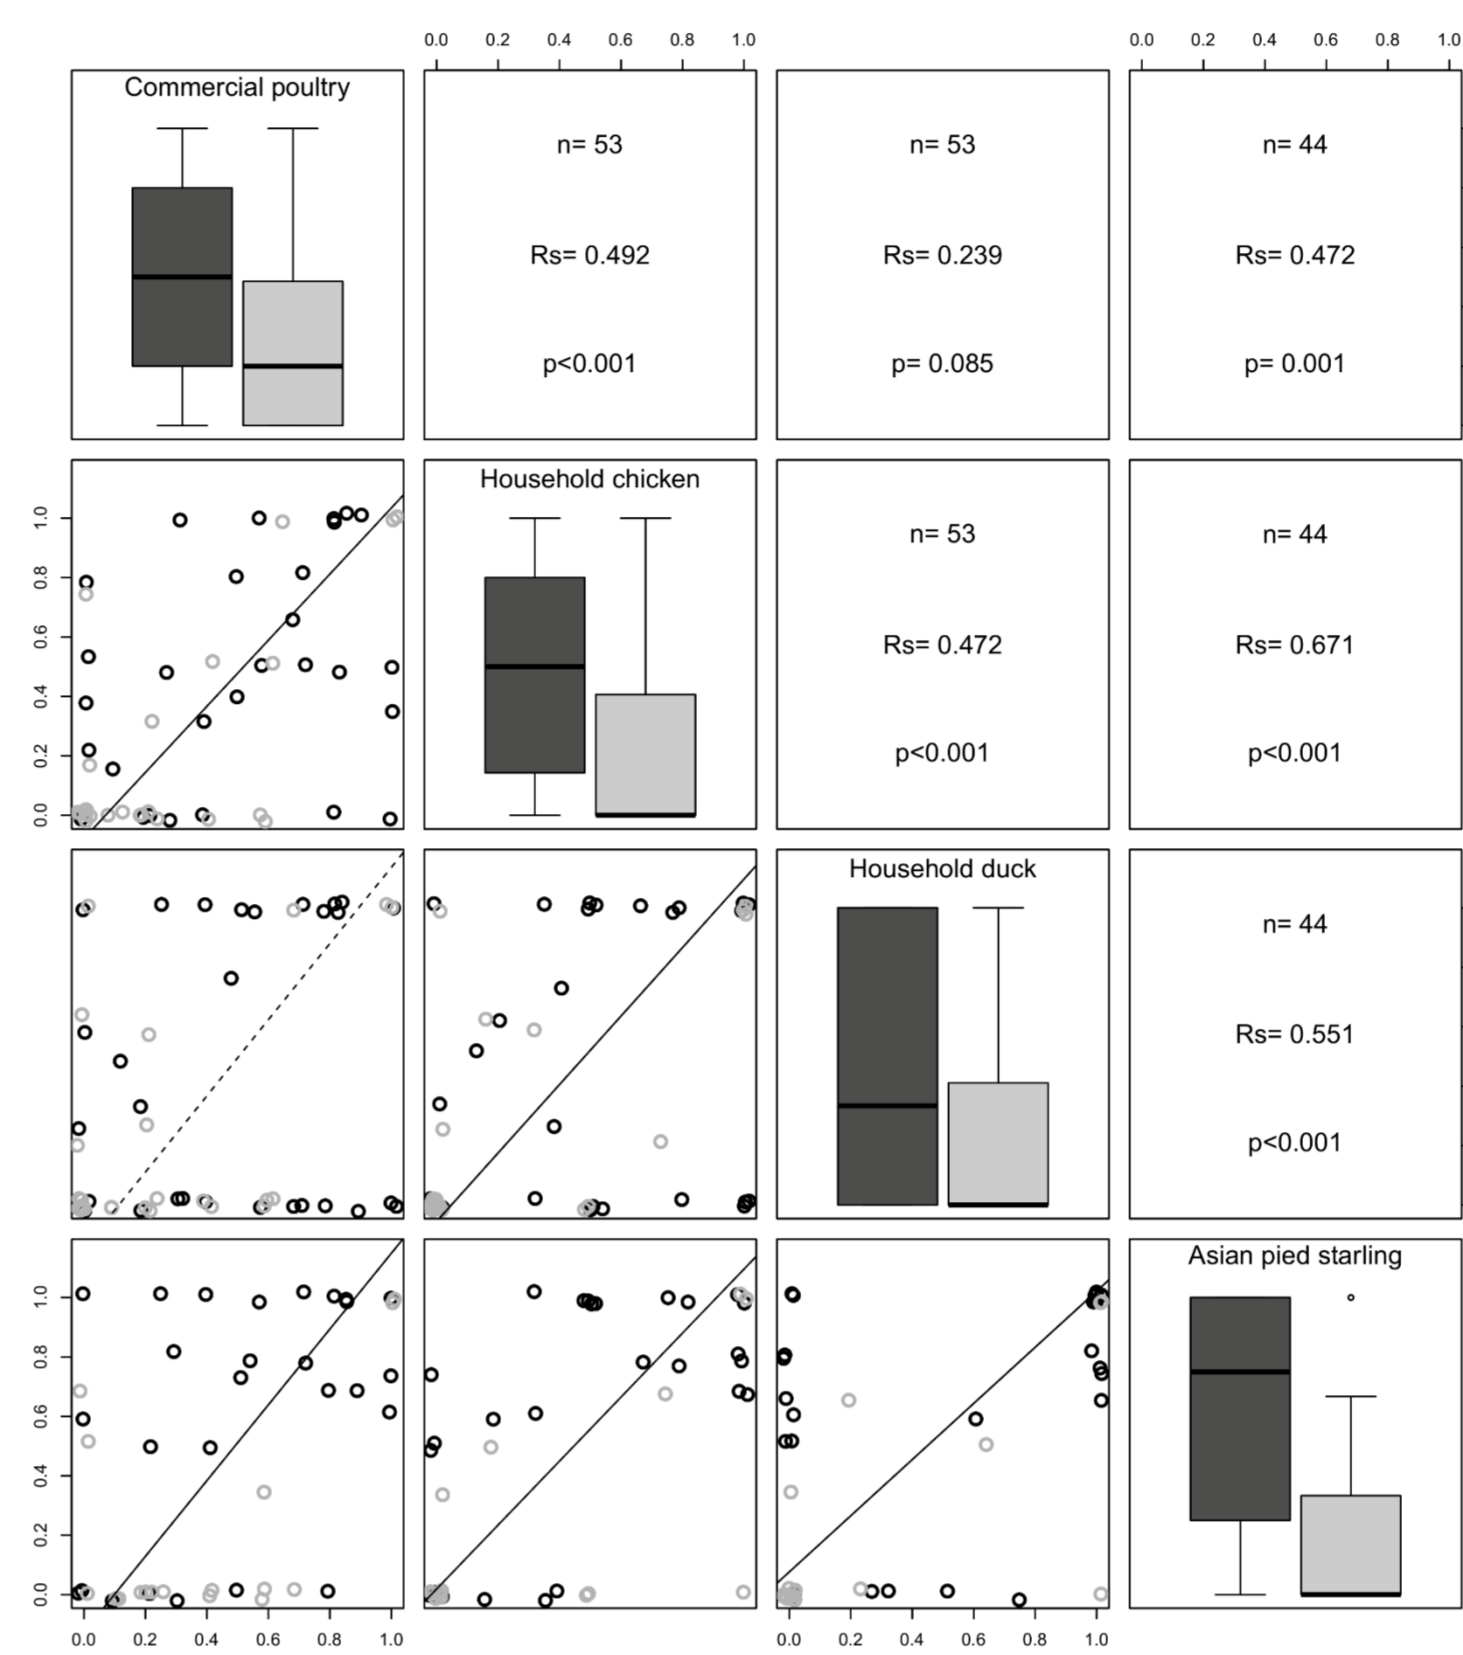 0.0 0.2 0.4 0.6 0.8 1.0 0.0 0.2 0.4 0.6 0.8 1.0
Commercial poultry
n= 53 n= 53 n= 44
Rs= 0.492 Rs= 0.239 Rs= 0.472
p<0.001 p= 0.085 p= 0.001
Household chicken
n= 53 n= 44
Rs= 0.472 Rs= 0.671
p<0.001 p<0.001
1.0
0.8
0.6
0.4
0.2
0.0
Household duck
n= 44
Rs= 0.551
p<0.001
Asian pied starling
1.0
0.8
0.6
0.4
0.2
0.0
0.0 0.2 0.4 0.6 0.8 1.0 0.0 0.2 0.4 0.6 0.8 1.0